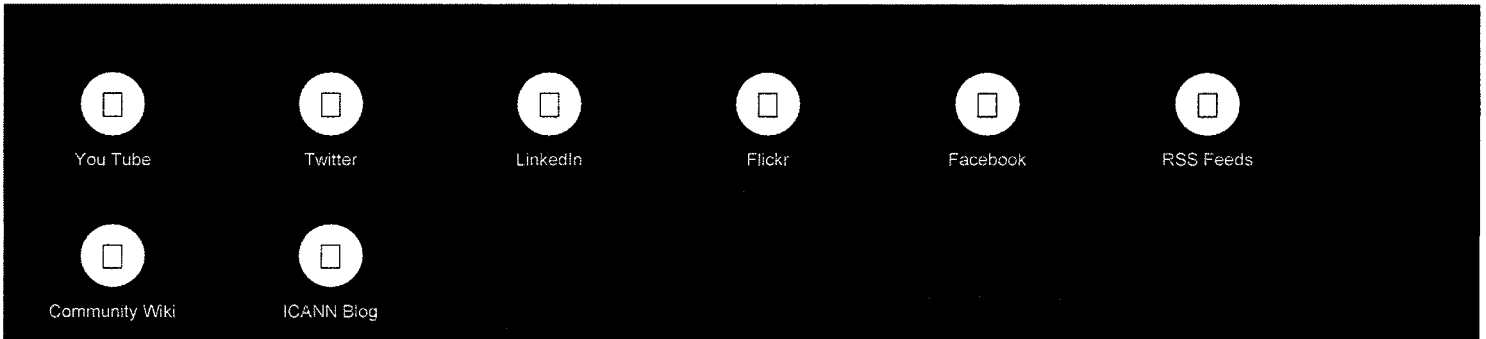 You Tube
Twitter
LinkedIn
Flickr
Facebook
RSS Feeds
Community Wiki
ICANN Blog